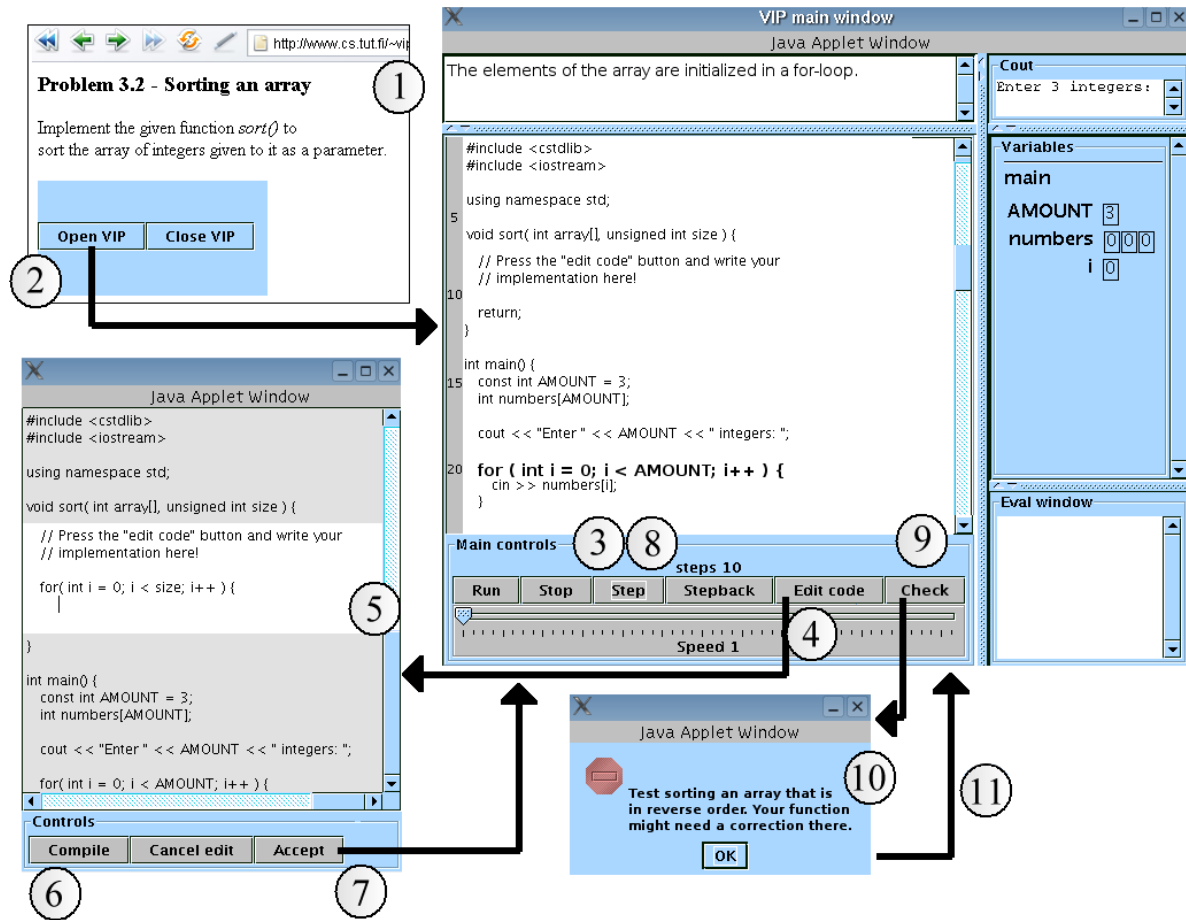 http://www.cs.tut.fi/~vip
1
Problem 3.2 - Sorting an array
Implement the given function sort() to
sort the array of integers given to it as a parameter.
Open VIP
Close VIP
2
VIP main window
Java Applet Window
The elements of the array are initialized in a for-loop.
#include <cstdlib>
#include <iostream>
using namespace std;
5
void sort( int array[], unsigned int size ) {
// Press the "edit code" button and write your
// implementation here!
10
return;
}
int main() {
15 const int AMOUNT = 3;
int numbers[AMOUNT];
cout << "Enter " << AMOUNT << " integers: ";
20 for ( int i = 0; i < AMOUNT; i++ ) {
cin >> numbers[i];
}
Cout
Enter 3 integers:
Variables
main
AMOUNT 3
numbers 0 0 0
i 0
Eval window
Main controls
3
8
9
steps 10
Run
Stop
Step
Stepback
Edit code
Check
4
Speed 1
Java Applet Window
#include <cstdlib>
#include <iostream>
using namespace std;
void sort( int array[], unsigned int size ) {
// Press the "edit code" button and write your
// implementation here!
for( int i = 0; i < size; i++ ) {
5
}
int main() {
const int AMOUNT = 3;
int numbers[AMOUNT];
cout << "Enter " << AMOUNT << " integers: ";
for( int i = 0; i < AMOUNT; i++ ) {
Controls
Compile
Cancel edit
Accept
6
7
Java Applet Window
10
Test sorting an array that is
in reverse order. Your function
might need a correction there.
OK
11